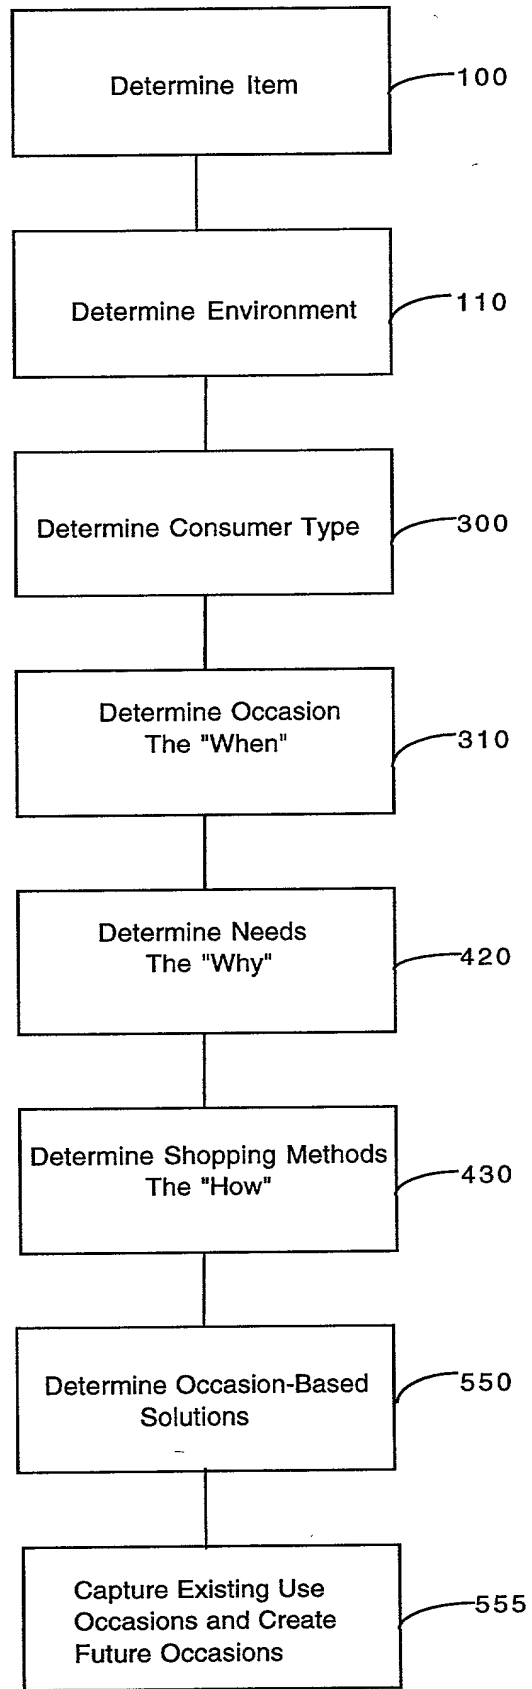 Determine Item
100
Determine Environment
110
Determine Consumer Type
300
Determine Occasion
The "When"
310
Determine Needs
The "Why"
420
Determine Shopping Methods
The "How"
430
Determine Occasion-Based
Solutions
550
Capture Existing Use
Occasions and Create
Future Occasions
555